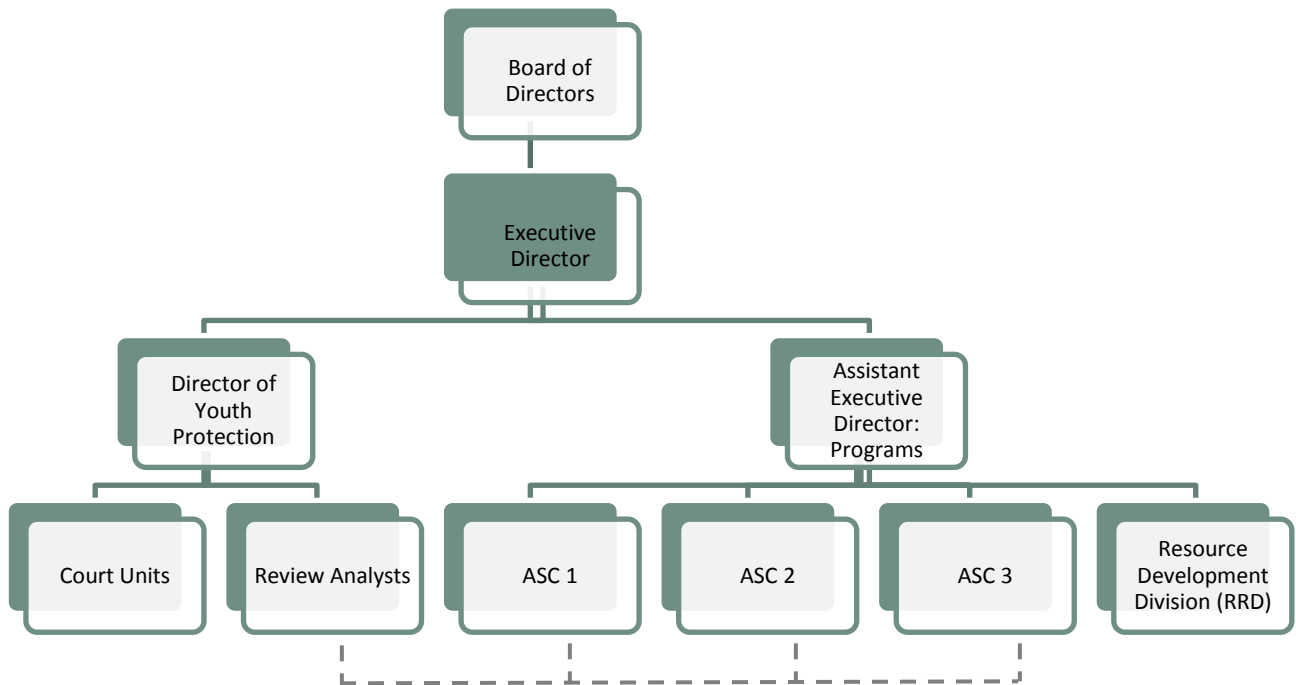 Board of
Directors
Executive
Director
Director of
Youth
Protection
Assistant
Executive
Director:
Programs
Court Units
Review Analysts
ASC 1
ASC 2
ASC 3
Resource
Development
Division (RRD)